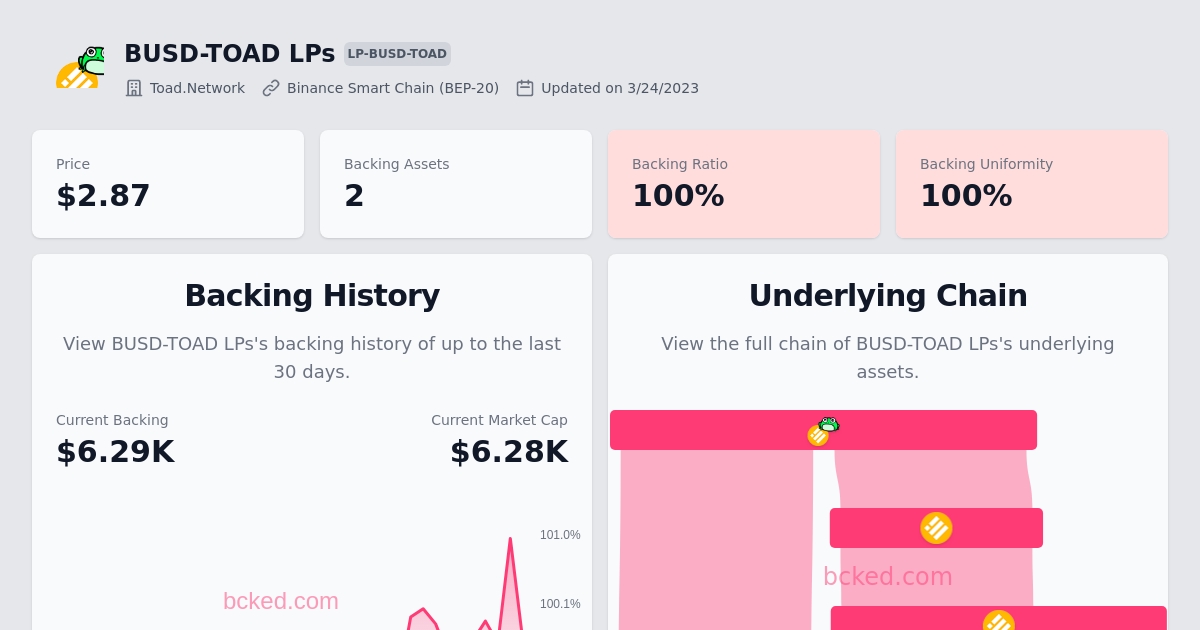 BUSD-TOAD LPs LP-BUSD-TOAD
Toad.Network Binance Smart Chain (BEP-20) Updated on 3/24/2023
Price
$2.87
Backing Assets
2
Backing Ratio
100%
Backing Uniformity
100%
Backing History
View BUSD-TOAD LPs's backing history of up to the last
30 days.
Current Backing
$6.29K
Current Market Cap
$6.28K
101.0%
100.1%
bcked.com
Underlying Chain
View the full chain of BUSD-TOAD LPs's underlying
assets.
bcked.com